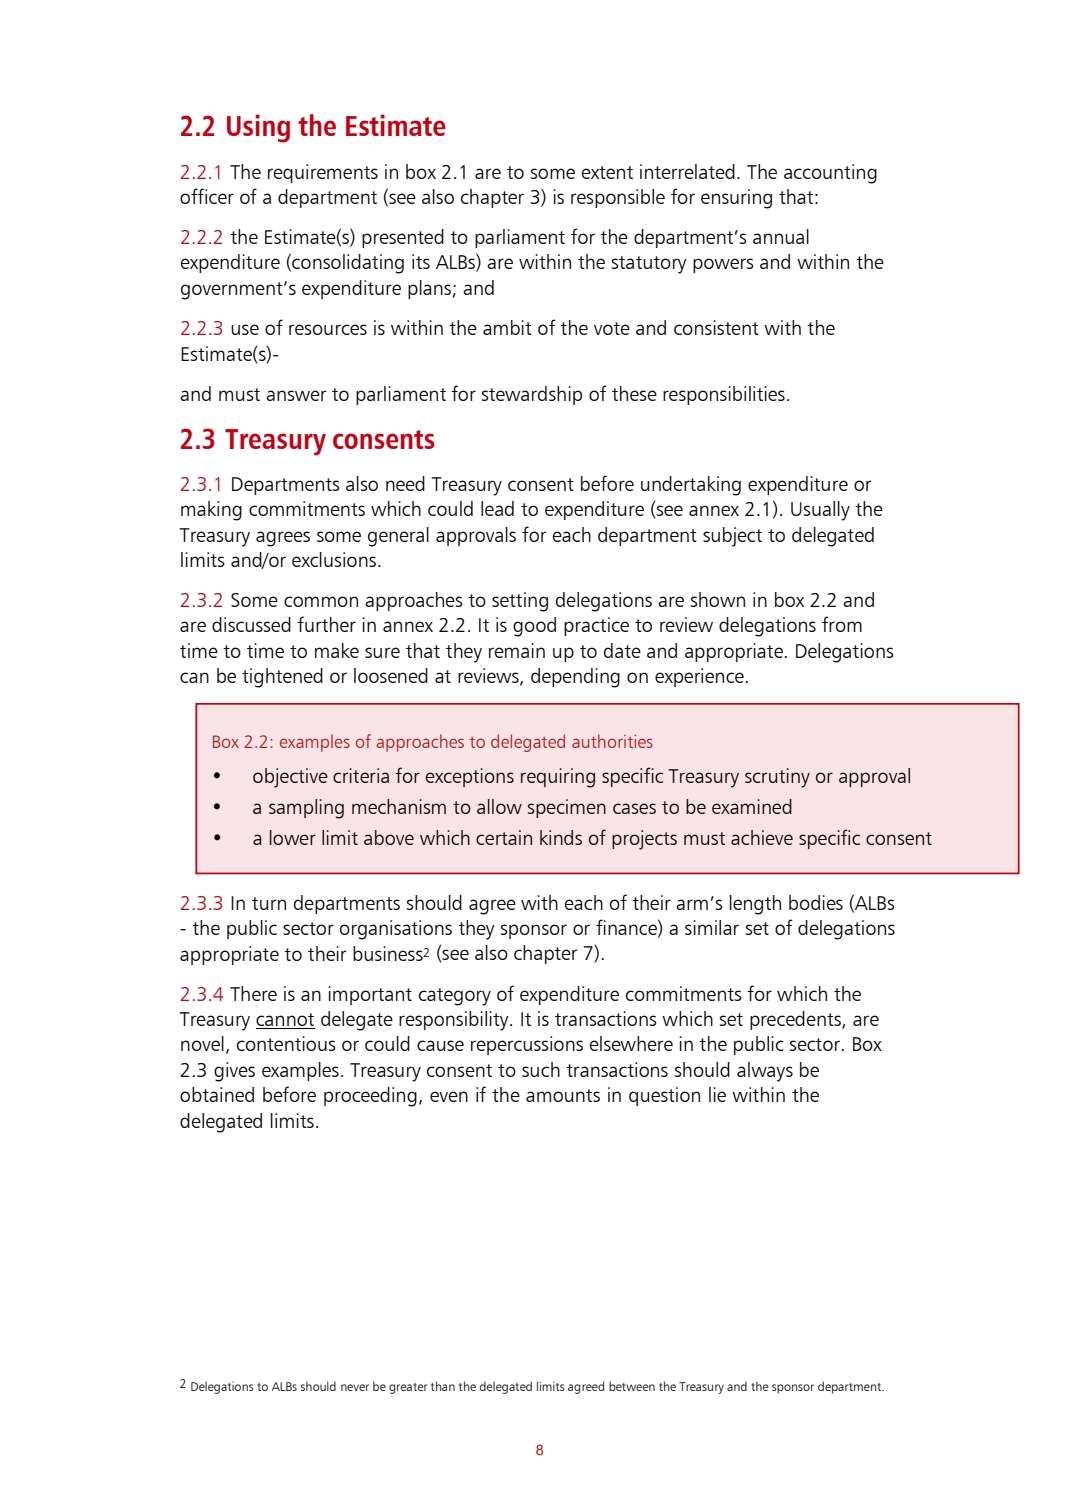 2.2 Using the Estimate
2.2.1 The requirements in box 2.1 are to some extent interrelated. The accounting
officer of a department (see also chapter 3) is responsible for ensuring that:
2.2.2 the Estimate(s) presented to parliament for the department’s annual
expenditure (consolidating its ALBs) are within the statutory powers and within the
government’s expenditure plans; and
2.2.3 use of resources is within the ambit of the vote and consistent with the
Estimate(s)-
and must answer to parliament for stewardship of these responsibilities.
2.3 Treasury consents
2.3.1 Departments also need Treasury consent before undertaking expenditure or
making commitments which could lead to expenditure (see annex 2.1). Usually the
Treasury agrees some general approvals for each department subject to delegated
limits and/or exclusions.
2.3.2 Some common approaches to setting delegations are shown in box 2.2 and
are discussed further in annex 2.2. It is good practice to review delegations from
time to time to make sure that they remain up to date and appropriate. Delegations
can be tightened or loosened at reviews, depending on experience.
Box 2.2: examples of approaches to delegated authorities
• objective criteria for exceptions requiring specific Treasury scrutiny or approval
• a sampling mechanism to allow specimen cases to be examined
• a lower limit above which certain kinds of projects must achieve specific consent
2.3.3 In turn departments should agree with each of their arm’s length bodies (ALBs
- the public sector organisations they sponsor or finance) a similar set of delegations
appropriate to their business2 (see also chapter 7).
2.3.4 There is an important category of expenditure commitments for which the
Treasury cannot delegate responsibility. It is transactions which set precedents, are
novel, contentious or could cause repercussions elsewhere in the public sector. Box
2.3 gives examples. Treasury consent to such transactions should always be
obtained before proceeding, even if the amounts in question lie within the
delegated limits.
2 Delegations to ALBs should never be greater than the delegated limits agreed between the Treasury and the sponsor department.
8